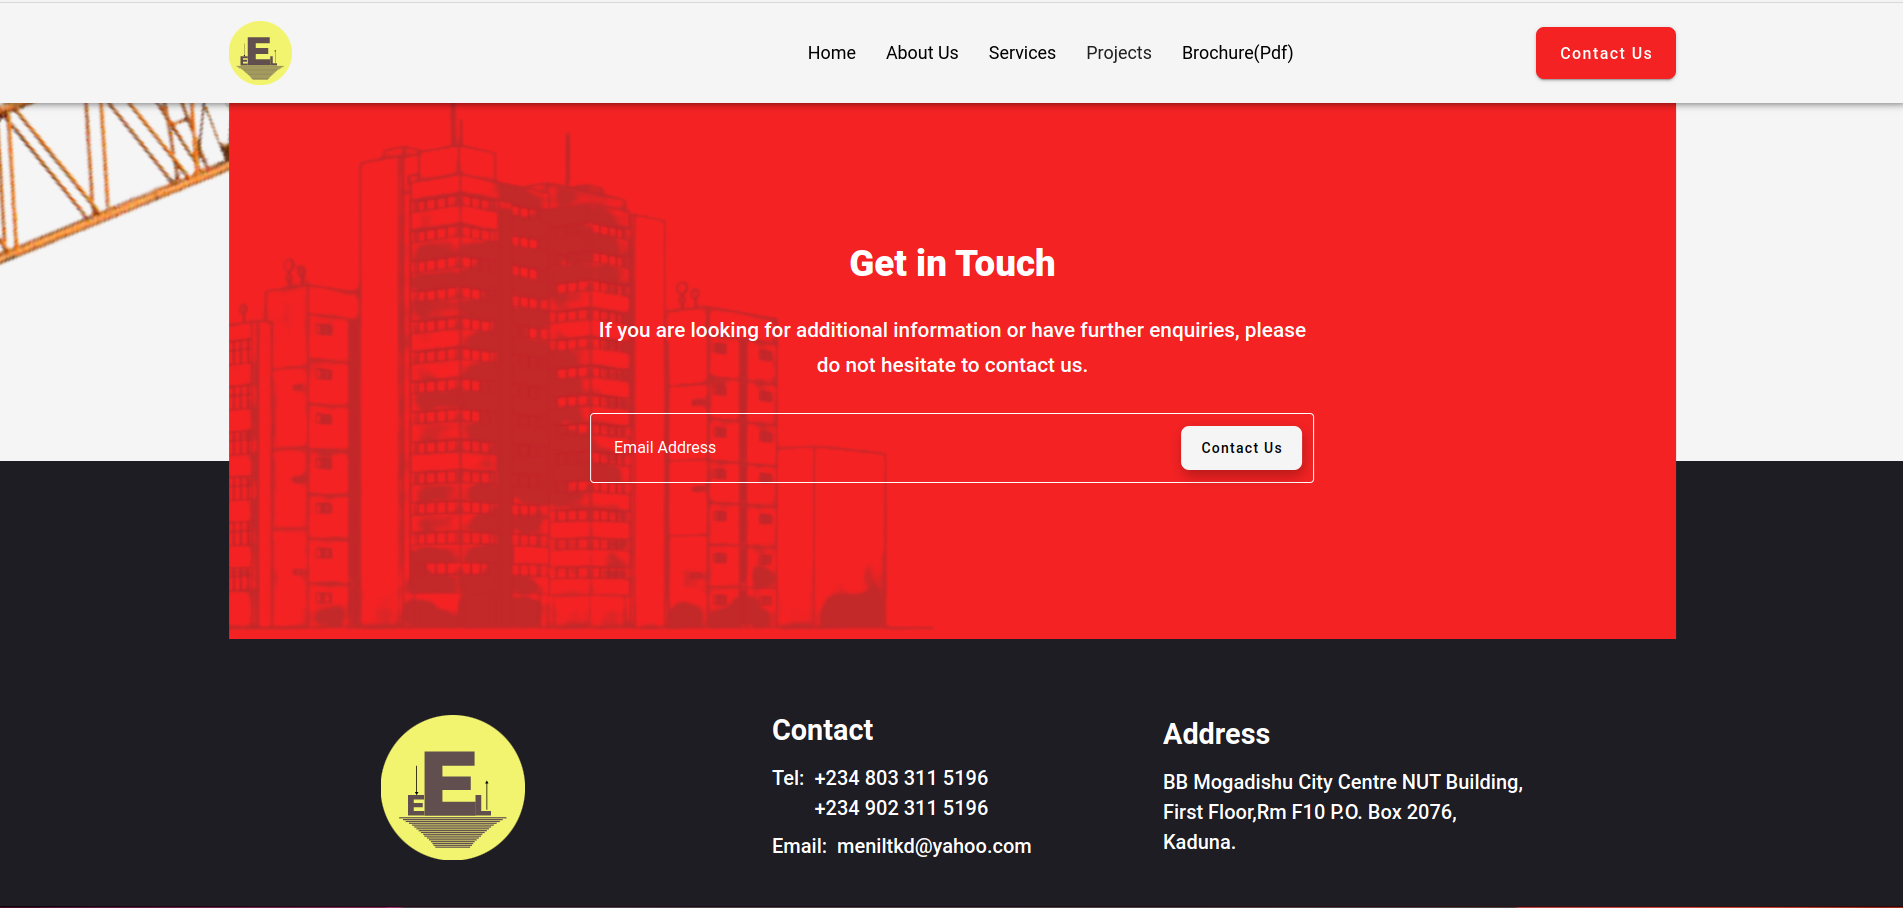 E
E L
Home
About Us
Services
Projects
Brochure(Pdf)
Contact Us
Get in Touch
If you are looking for additional information or have further enquiries, please
do not hesitate to contact us.
Email Address
Contact Us
E
E L
Contact
Tel: +234 803 311 5196
+234 902 311 5196
Email: meniltkd@yahoo.com
Address
BB Mogadishu City Centre NUT Building,
First Floor,Rm F10 P.O. Box 2076,
Kaduna.